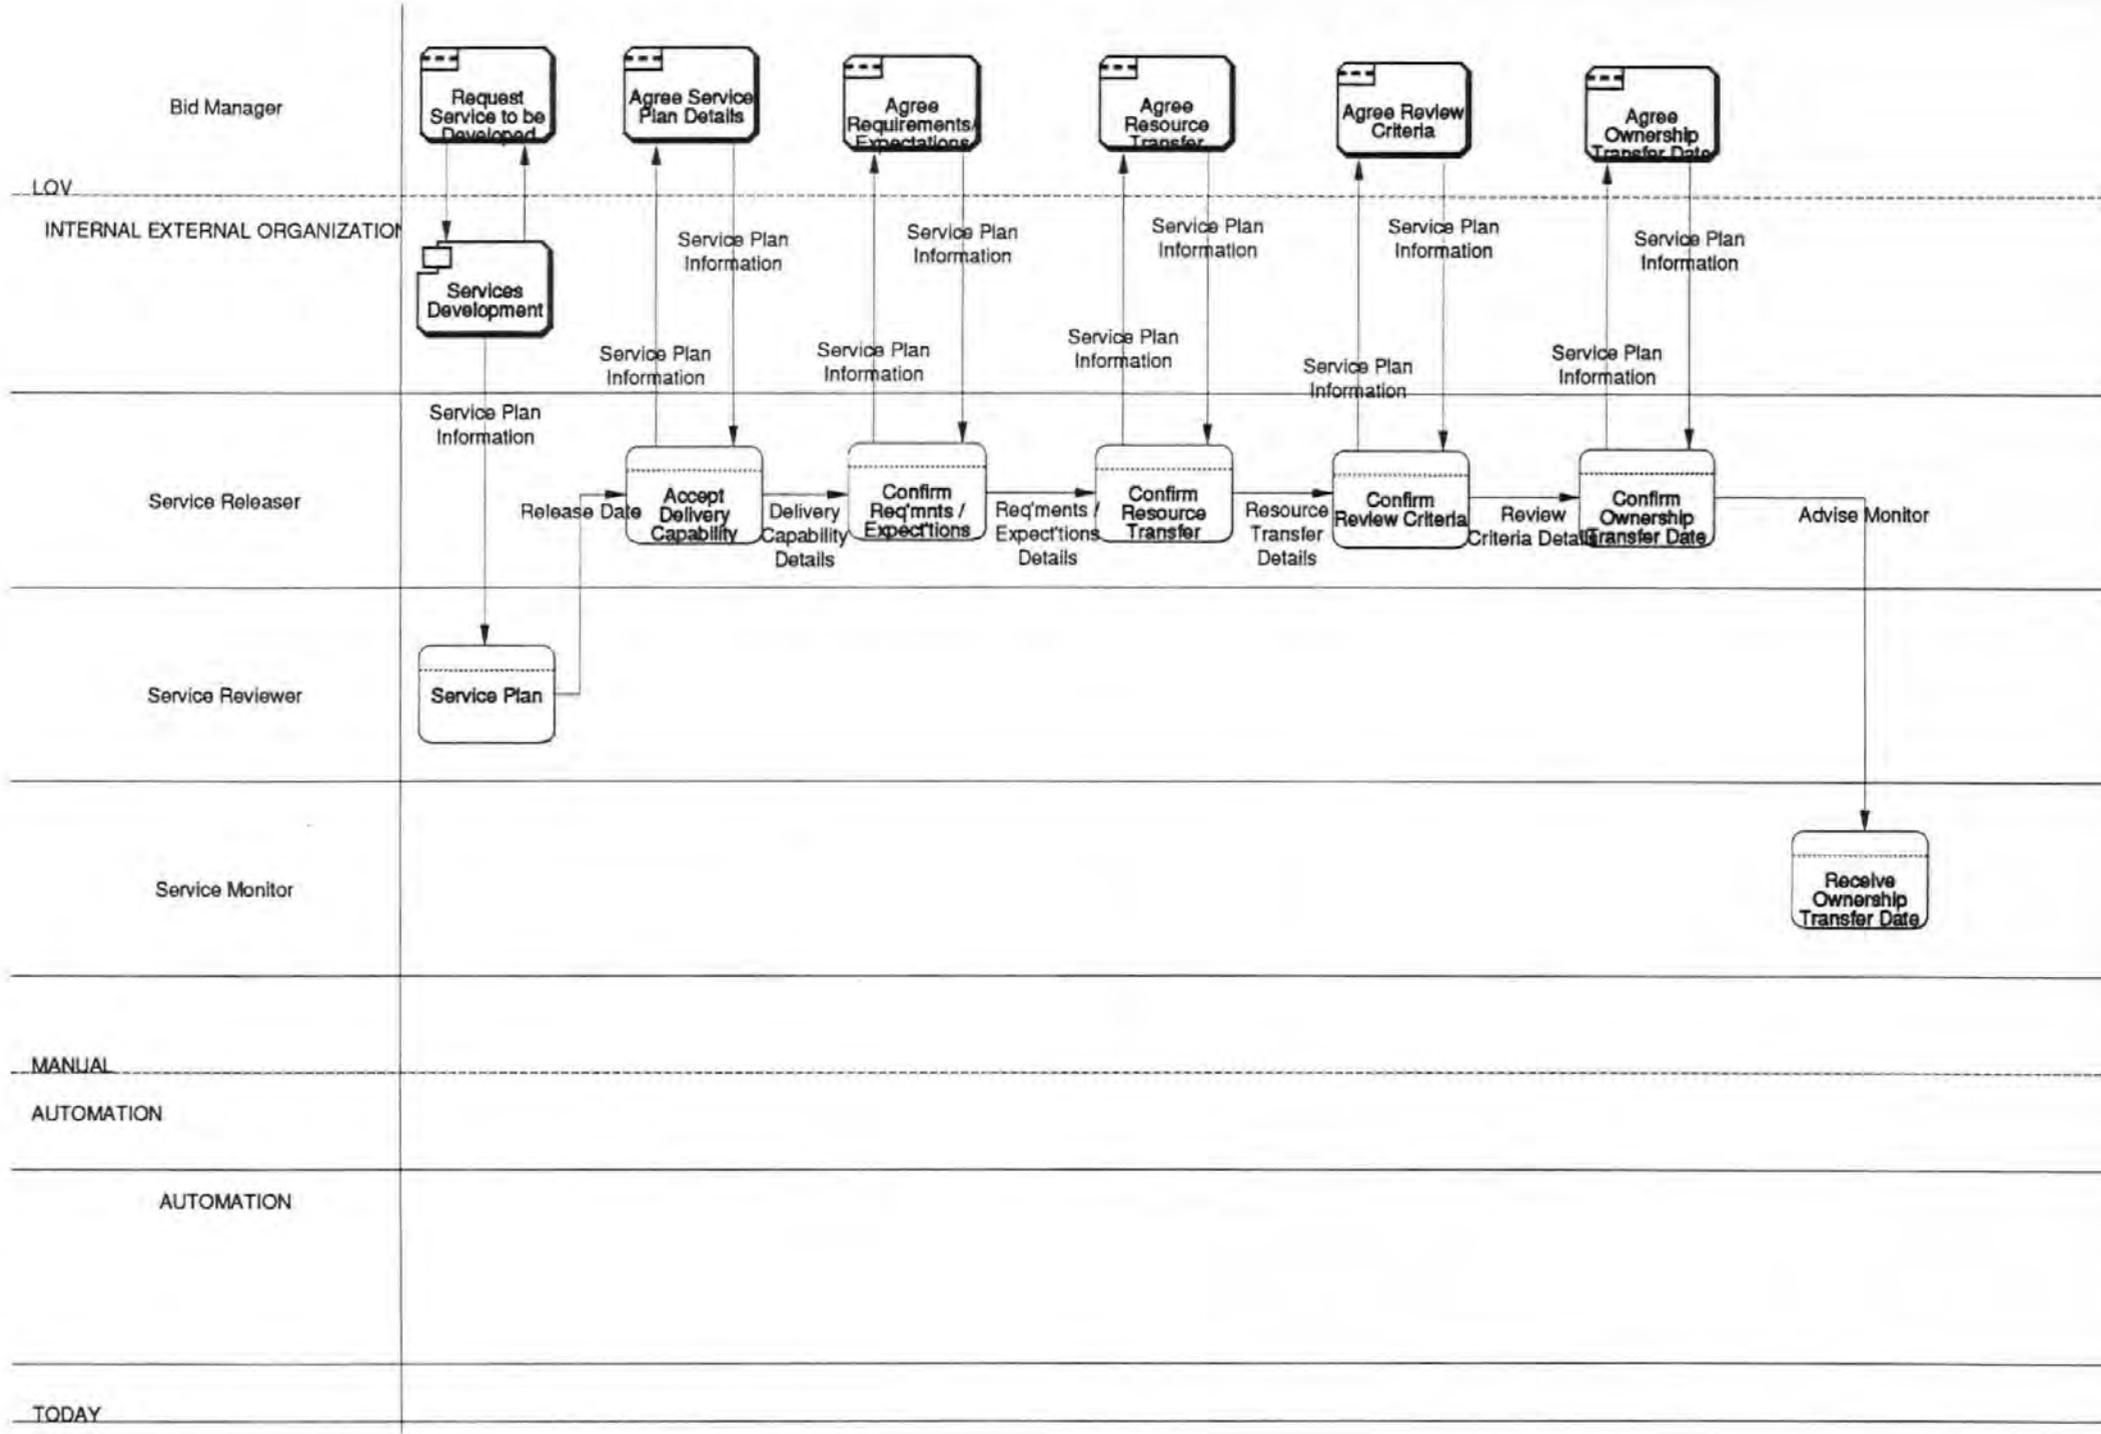 Bid Manager
Request
Service to be
Developed
Agree Service
Plan Details
Agree
Requirements/
Expectations
Agree
Resource
Transfer
Agree Review
Criteria
Agree
Ownership
Transfer Date
LOV
INTERNAL EXTERNAL ORGANIZATION
Services
Development
Service Plan
Information
Service Plan
Information
Service Plan
Information
Service Plan
Information
Service Plan
Information
Service Plan
Information
Service Plan
Information
Service Plan
Information
Service Plan
Information
Service Plan
Information
Service Plan
Information
Service Releaser
Release Date
Accept
Delivery
Capability
Delivery
Capability
Details
Confirm
Req'mnts /
Expect'tions
Req'ments /
Expect'tions
Details
Confirm
Resource
Transfer
Resource
Transfer
Details
Confirm
Review Criteria
Review
Criteria Details
Confirm
Ownership
Transfer Date
Advise Monitor
Service Reviewer
Service Plan
Service Monitor
Receive
Ownership
Transfer Date
MANUAL
AUTOMATION
AUTOMATION
TODAY